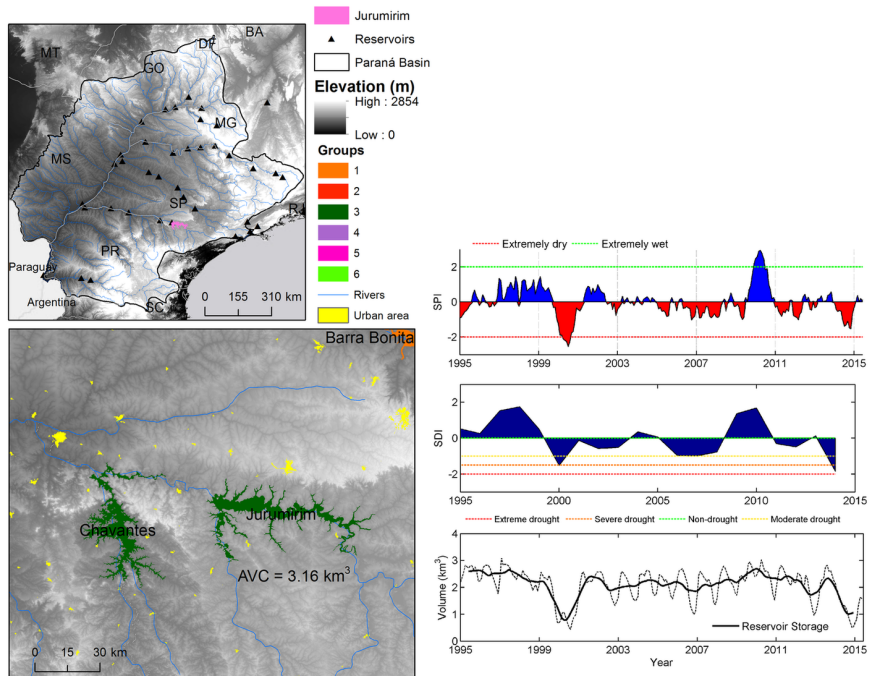 Jurumirim
Reservoirs
Paraná Basin
Elevation (m)
High : 2854
Low : 0
Groups
1
2
3
4
5
6
Rivers
Urban area
MT
DF
BA
GO
MG
MS
SP
R
PR
Paraguay
Argentina
SC
0 155 310 km
Barra Bonita
Chavantes
Jurumirim
AVC = 3.16 km³
0 15 30 km
Extremely dry
Extremely wet
SPI
2
0
-2
1995 1999 2003 2007 2011 2015
SDI
2
0
-2
1995 2000 2005 2010 2015
Extreme drought
Severe drought
Non-drought
Moderate drought
Volume (km³)
4
3
2
1
0
Reservoir Storage
1995 1999 2003 2007 2011 2015
Year